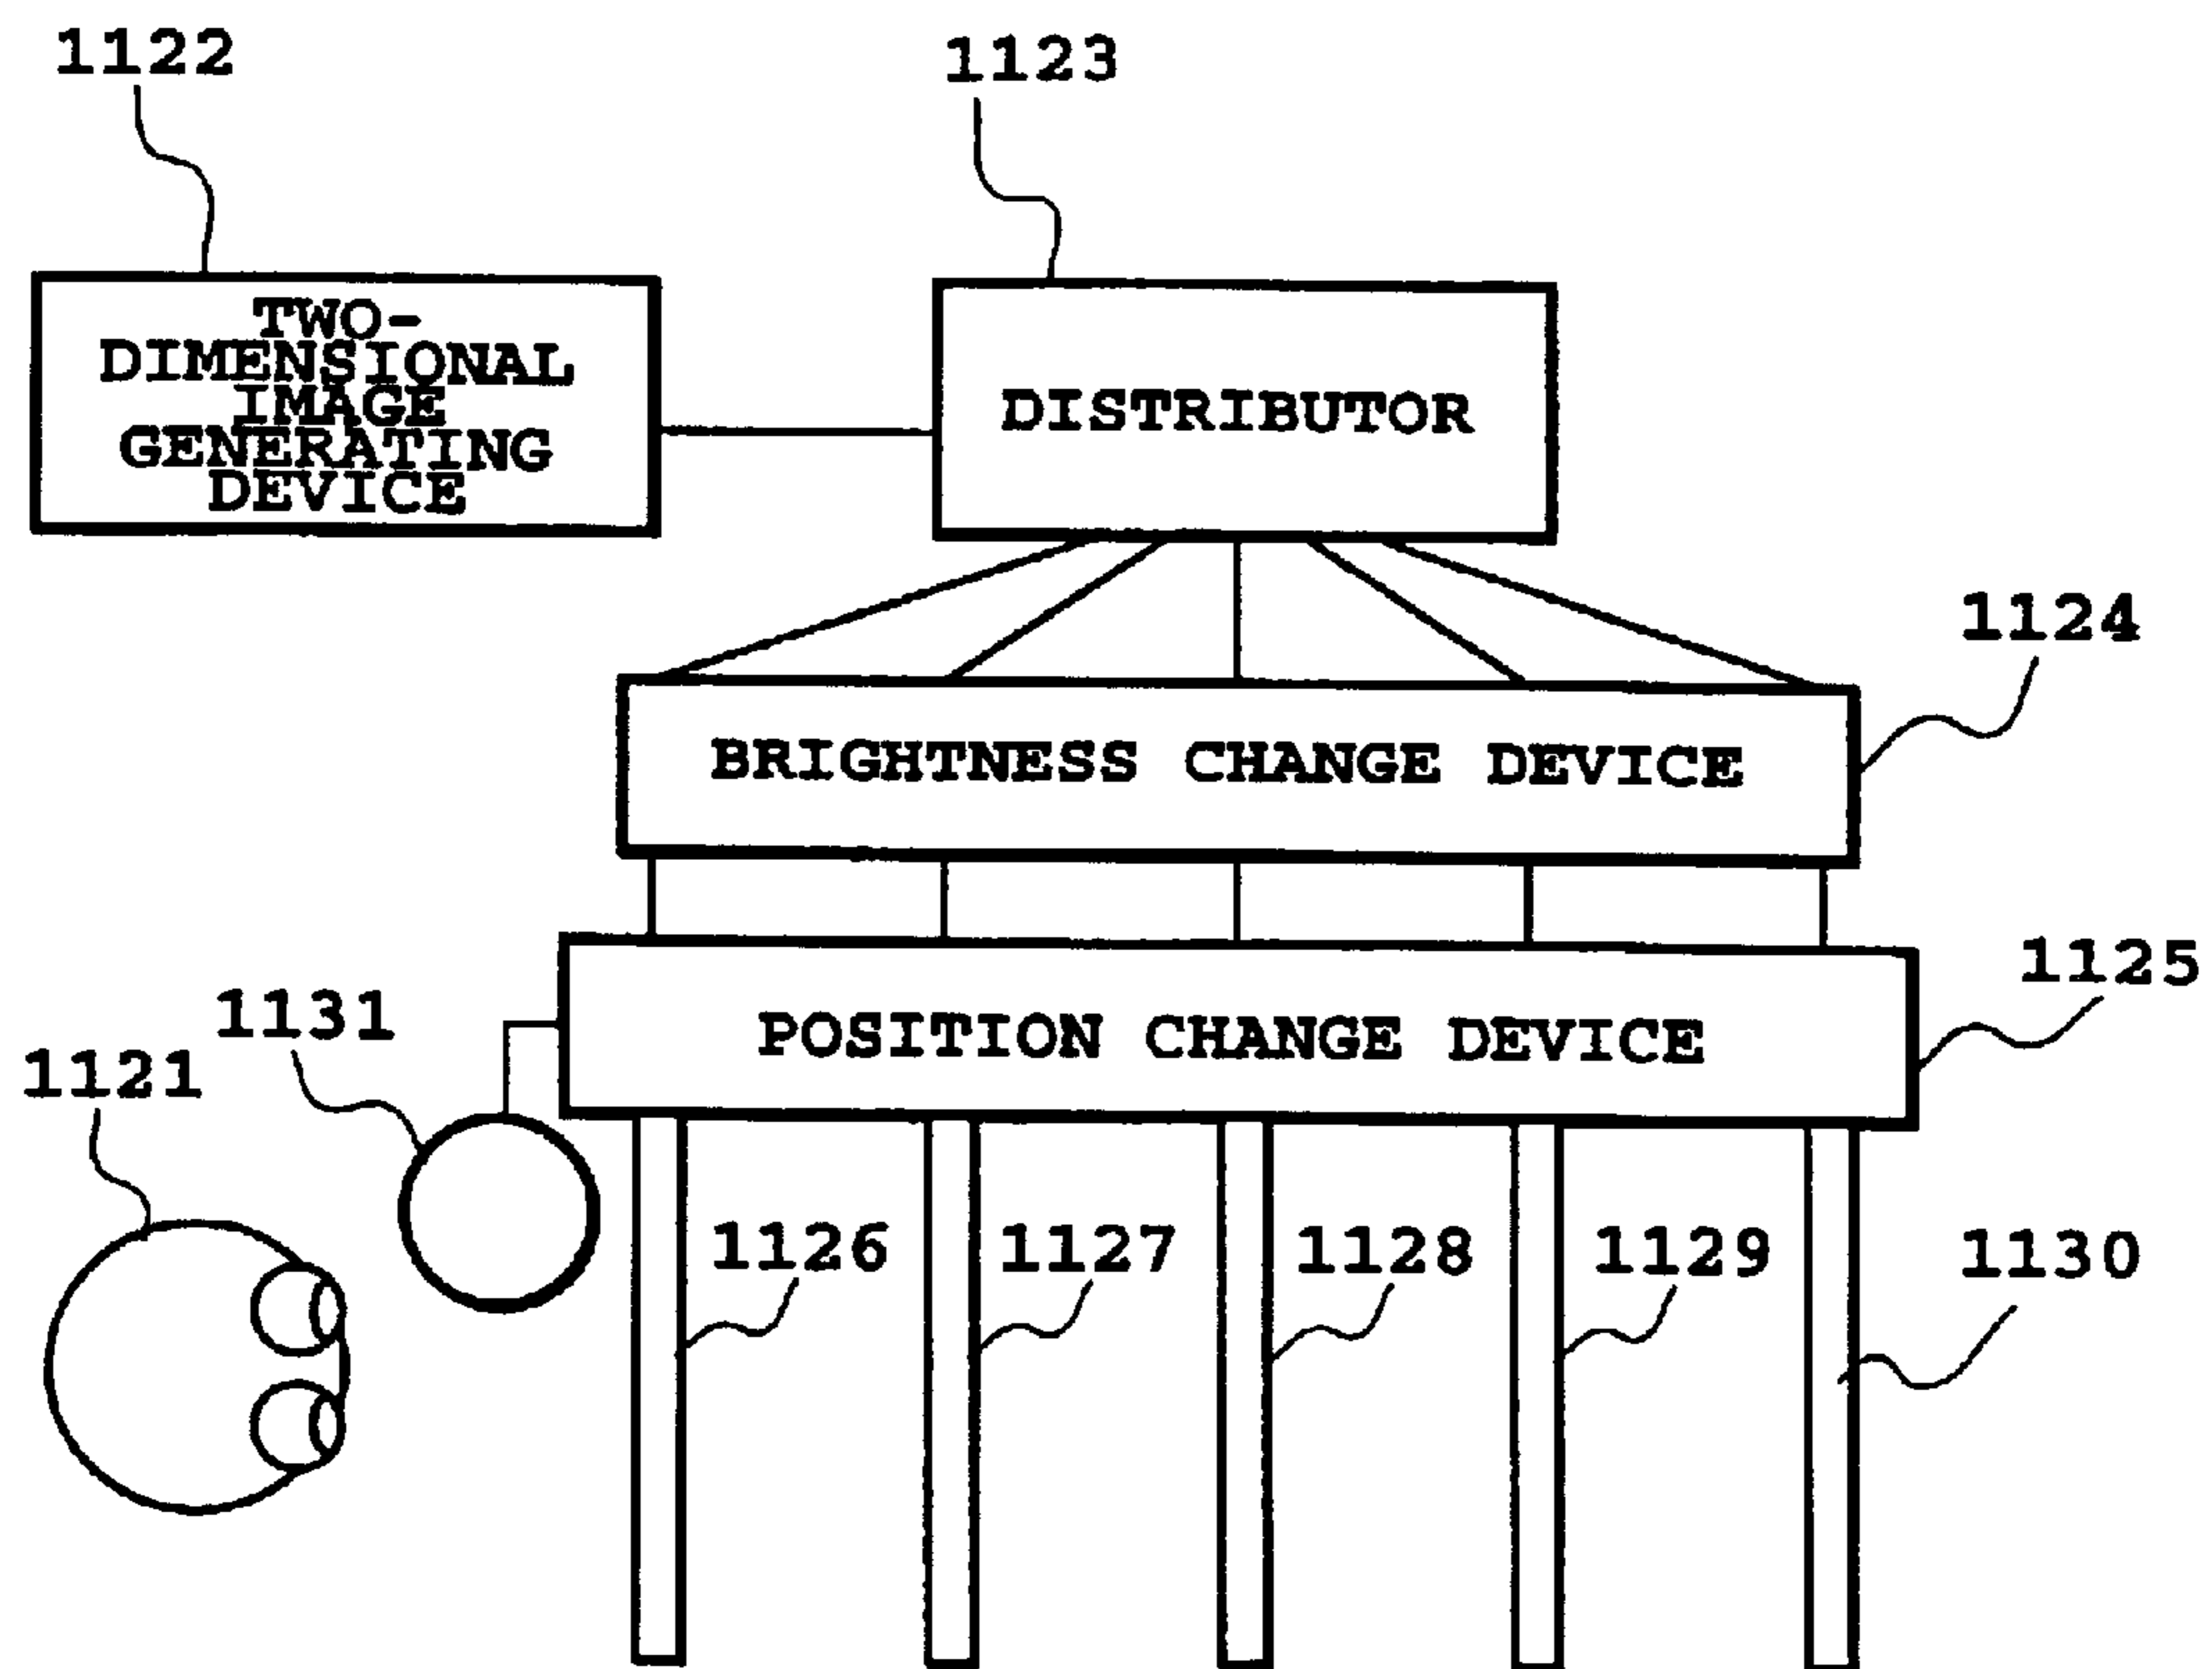 1122
1123
TWO-
DIMENSIONAL
IMAGE
GENERATING
DEVICE
DISTRIBUTOR
1124
BRIGHTNESS CHANGE DEVICE
1125
POSITION CHANGE DEVICE
1131
1121
1126
1127
1128
1129
1130